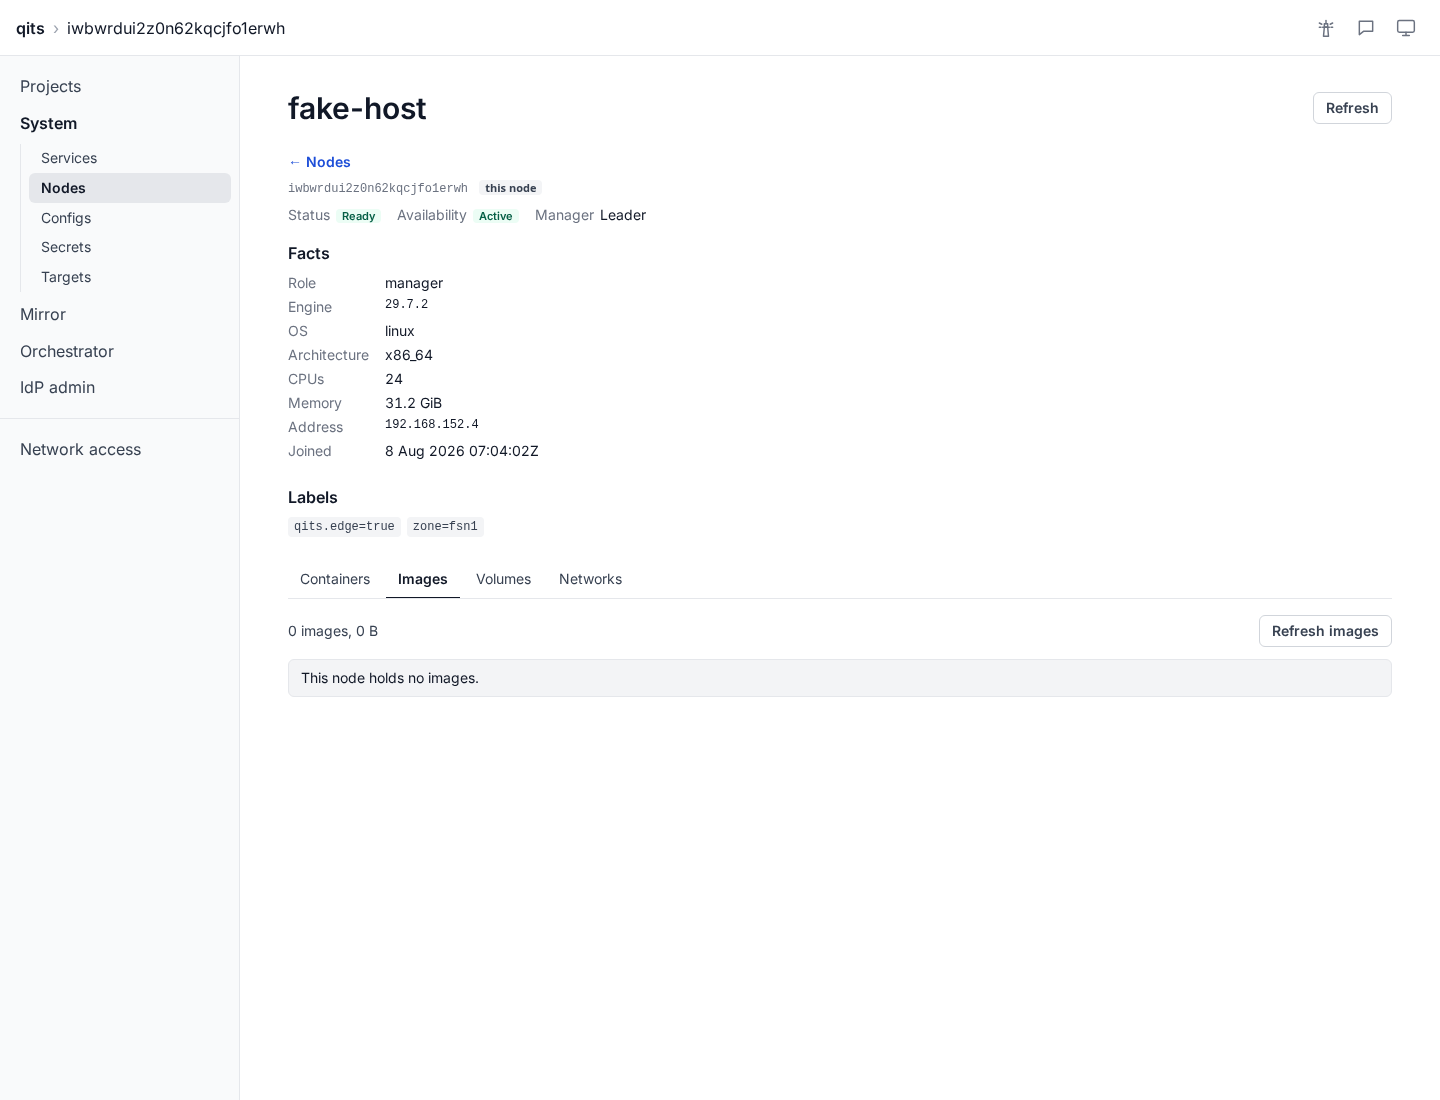 qits › iwbwrdui2z0n62kqcjfo1erwh
Projects
System
Services
Nodes
Configs
Secrets
Targets
Mirror
Orchestrator
IdP admin
Network access
fake-host
Refresh
← Nodes
iwbwrdui2z0n62kqcjfo1erwh this node
Status Ready Availability Active Manager Leader
Facts
Role manager
Engine 29.7.2
OS linux
Architecture x86_64
CPUs 24
Memory 31.2 GiB
Address 192.168.152.4
Joined 8 Aug 2026 07:04:02Z
Labels
qits.edge=true zone=fsn1
Containers Images Volumes Networks
0 images, 0 B
Refresh images
This node holds no images.